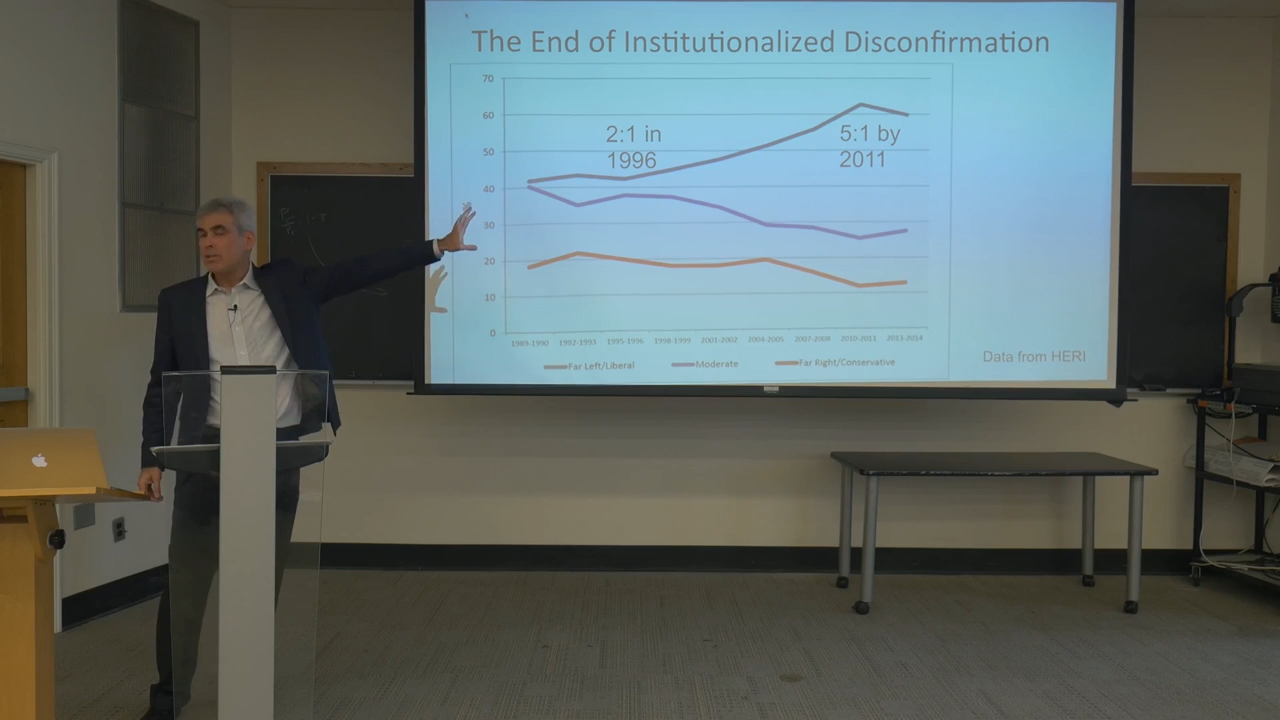 The End of Institutionalized Disconfirmation
70
60
50
40
30
20
10
0
2:1 in
1996
5:1 by
2011
1989-1990 1992-1993 1995-1996 1998-1999 2001-2002 2004-2005 2007-2008 2010-2011 2013-2014
Far Left/Liberal Moderate Far Right/Conservative
Data from HERI